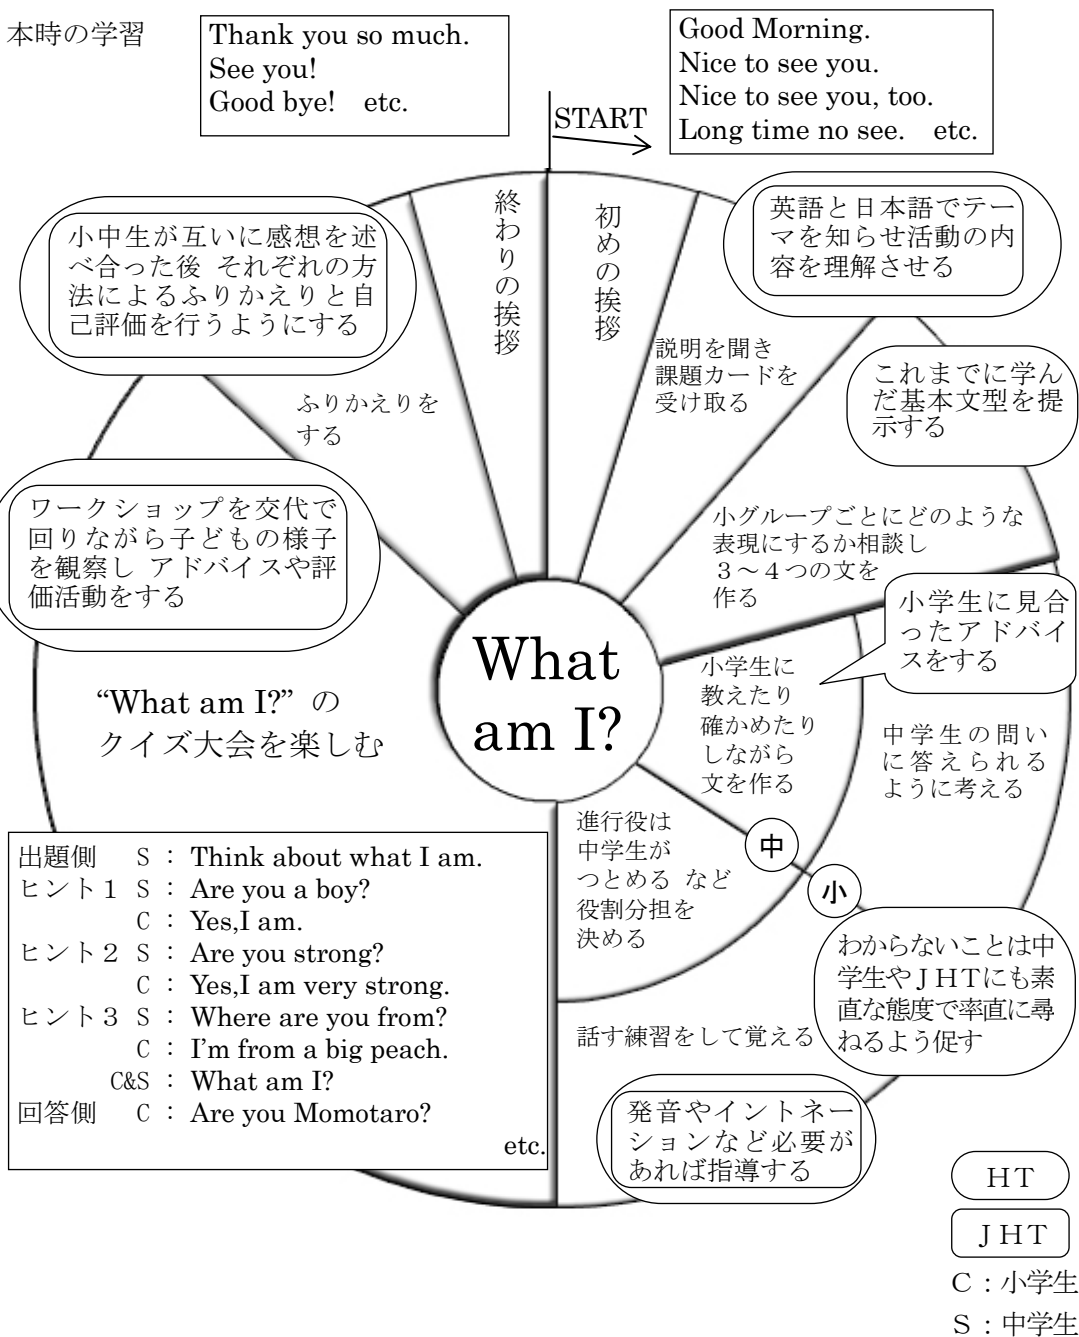 本時の学習
Thank you so much.
See you!
Good bye! etc.
START
Good Morning.
Nice to see you.
Nice to see you, too.
Long time no see. etc.
初めの挨拶
英語と日本語でテー
マを知らせ活動の内
容を理解させる
説明を聞き
課題カードを
受け取る
これまでに学ん
だ基本文型を提
示する
小グループごとにどのような
表現にするか相談し
3~4つの文を
作る
小学生に見合
ったアドバイ
スをする
小学生に
教えたり
確かめたり
しながら
文を作る
中学生の問い
に答えられる
ように考える
中
小
進行役は
中学生が
つとめる など
役割分担を
決める
わからないことは中
学生やJHTにも素
直な態度で率直に尋
ねるよう促す
話す練習をして覚える
発音やイントネー
ションなど必要が
あれば指導する
What
am I?
“What am I?” の
クイズ大会を楽しむ
出題側 S : Think about what I am.
ヒント1 S : Are you a boy?
C : Yes,I am.
ヒント2 S : Are you strong?
C : Yes,I am very strong.
ヒント3 S : Where are you from?
C : I'm from a big peach.
C&S : What am I?
回答側 C : Are you Momotaro?
etc.
ワークショップを交代で
回りながら子どもの様子
を観察し アドバイスや評
価活動をする
ふりかえりを
する
小中生が互いに感想を述
べ合った後 それぞれの方
法によるふりかえりと自
己評価を行うようにする
終わりの挨拶
HT
JHT
C:小学生
S:中学生